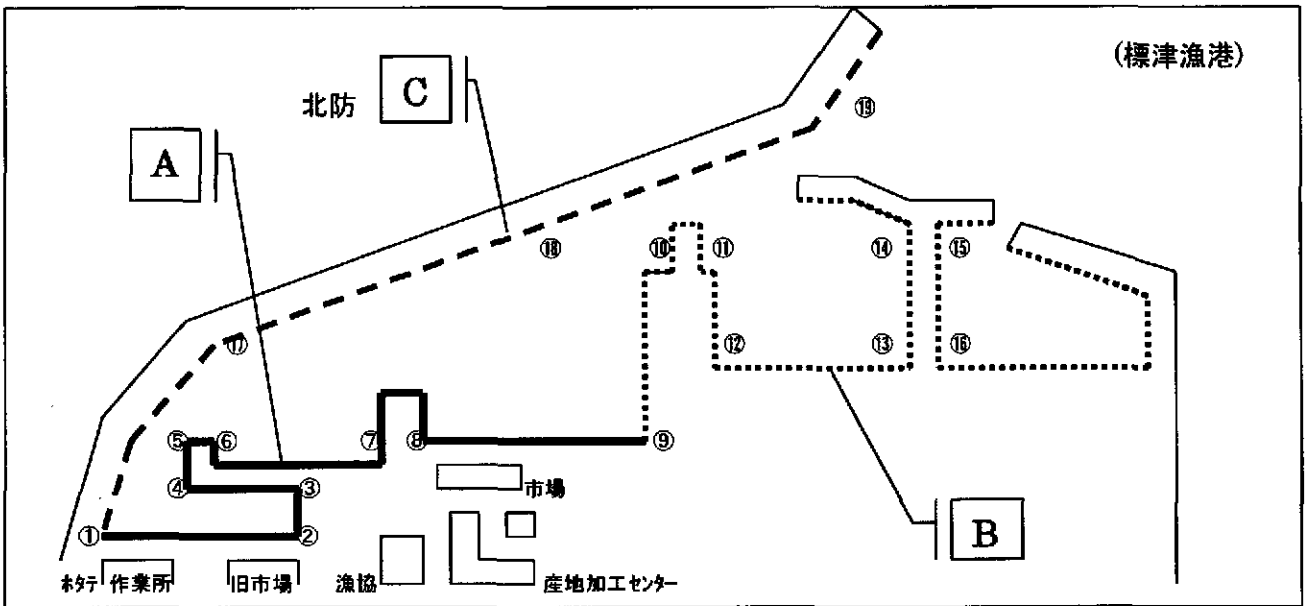 (標津漁港)
北防
C
A
⑲
⑱
⑩
⑪
⑭
⑮
⑰
⑫
⑬
⑯
⑤
⑥
⑦
⑧
⑨
④
③
市場
①
②
B
ホタテ 作業所
旧市場
漁協
産地加工センター